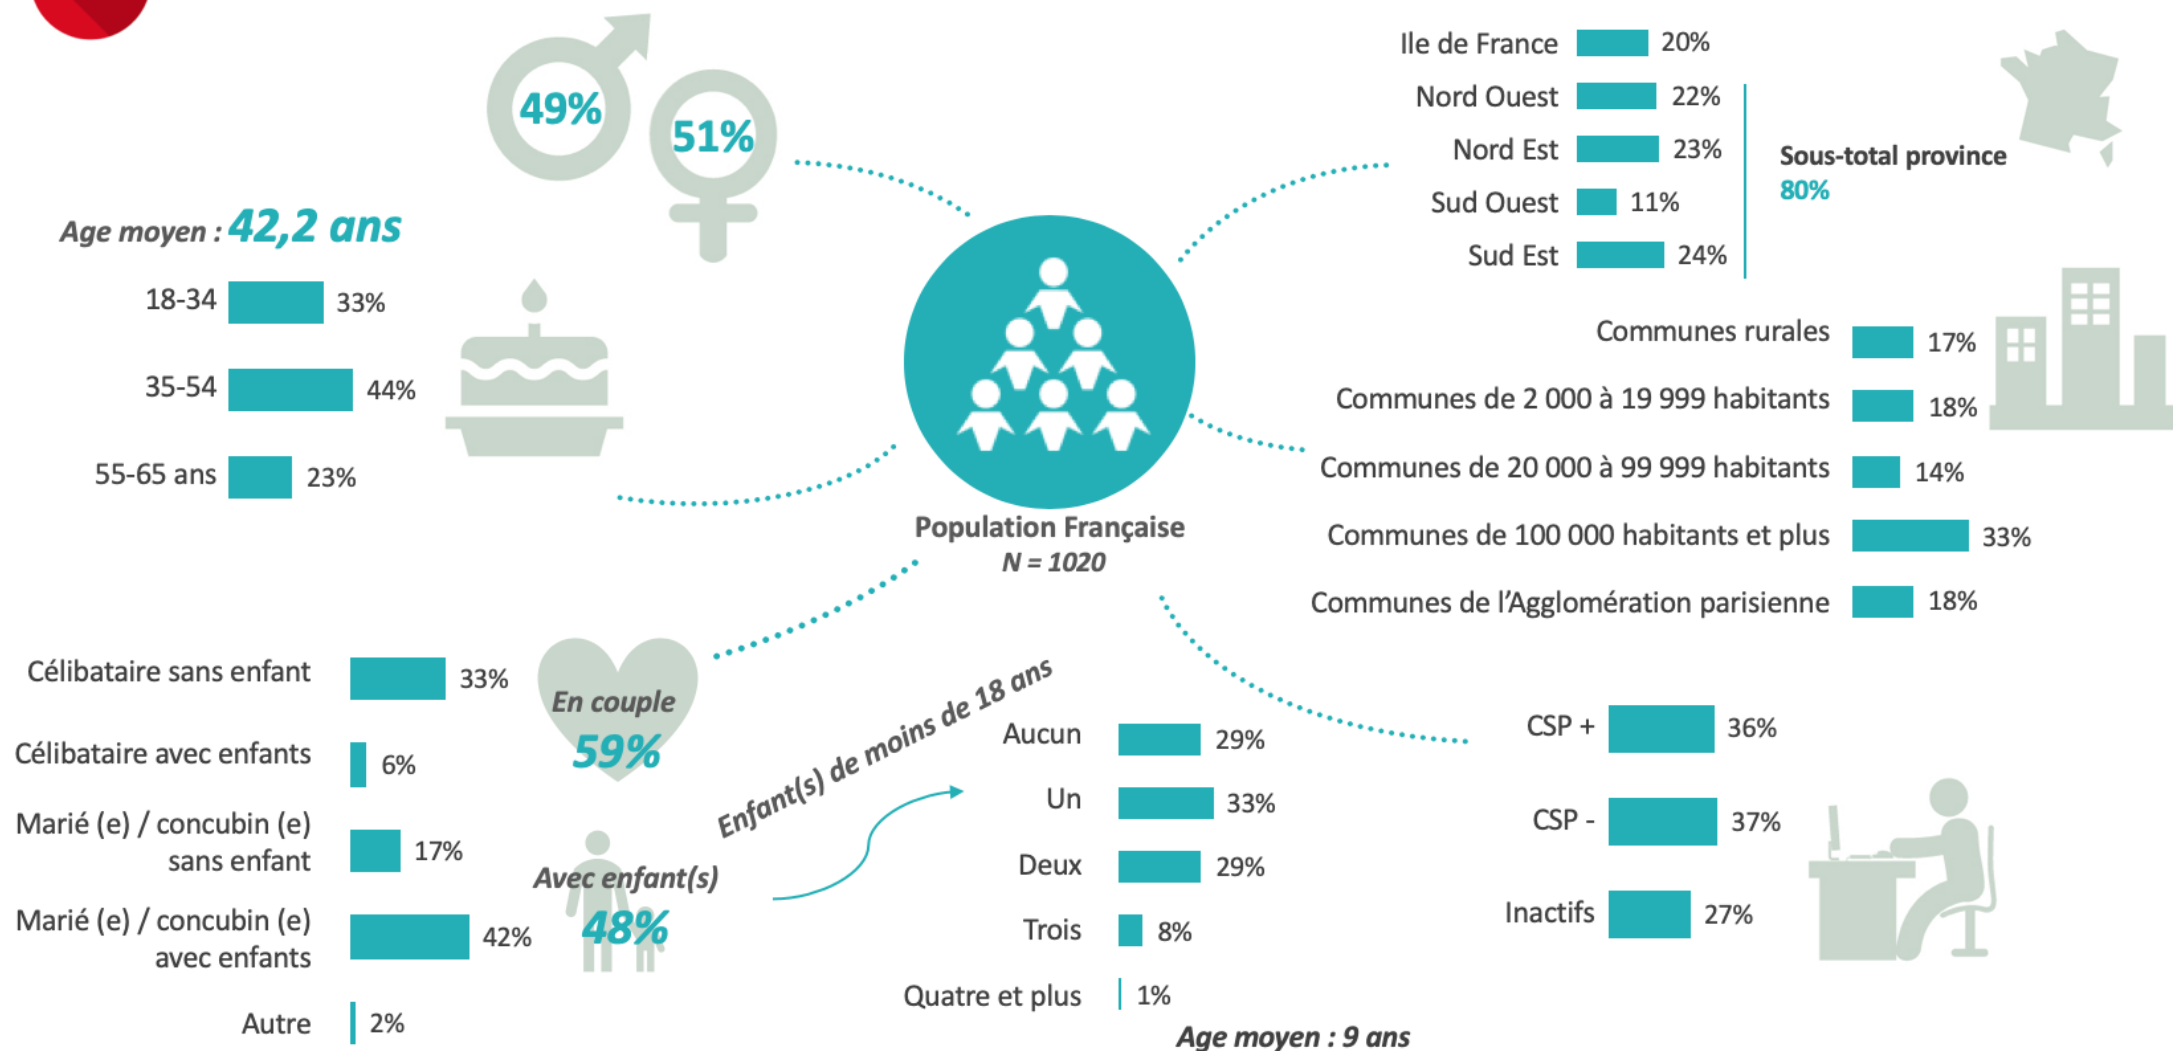 49%
51%
Age moyen : 42,2 ans
18-34 33%
35-54 44%
55-65 ans 23%
Ile de France 20%
Nord Ouest 22%
Nord Est 23%
Sud Ouest 11%
Sud Est 24%
Sous-total province
80%
Communes rurales 17%
Communes de 2 000 à 19 999 habitants 18%
Communes de 20 000 à 99 999 habitants 14%
Communes de 100 000 habitants et plus 33%
Communes de l’Agglomération parisienne 18%
Population Française
N = 1020
Célibataire sans enfant 33%
Célibataire avec enfants 6%
Marié (e) / concubin (e)
sans enfant 17%
Marié (e) / concubin (e)
avec enfants 42%
Autre 2%
En couple
59%
Avec enfant(s)
48%
Enfant(s) de moins de 18 ans
Aucun 29%
Un 33%
Deux 29%
Trois 8%
Quatre et plus 1%
Age moyen : 9 ans
CSP + 36%
CSP - 37%
Inactifs 27%